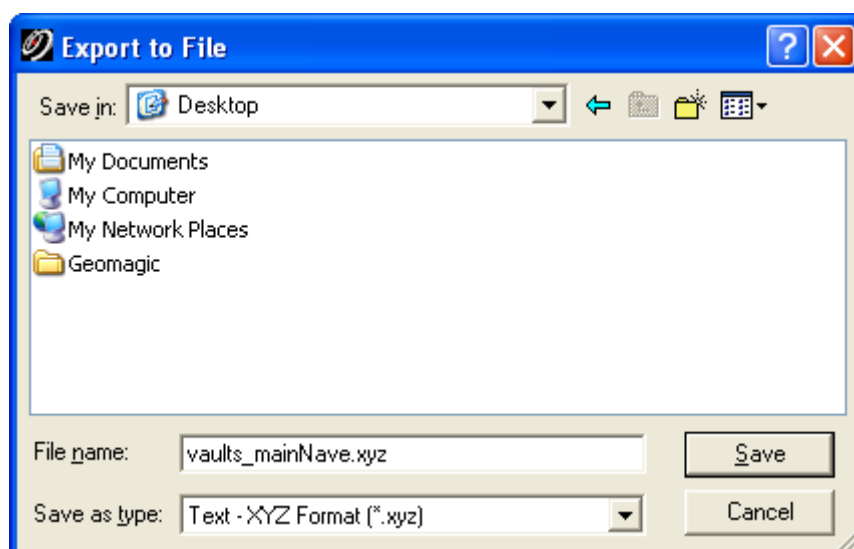 Export to File
Save in: Desktop
My Documents
My Computer
My Network Places
Geomagic
File name: vaults_mainNave.xyz Save
Save as type: Text - XYZ Format (*.xyz) Cancel